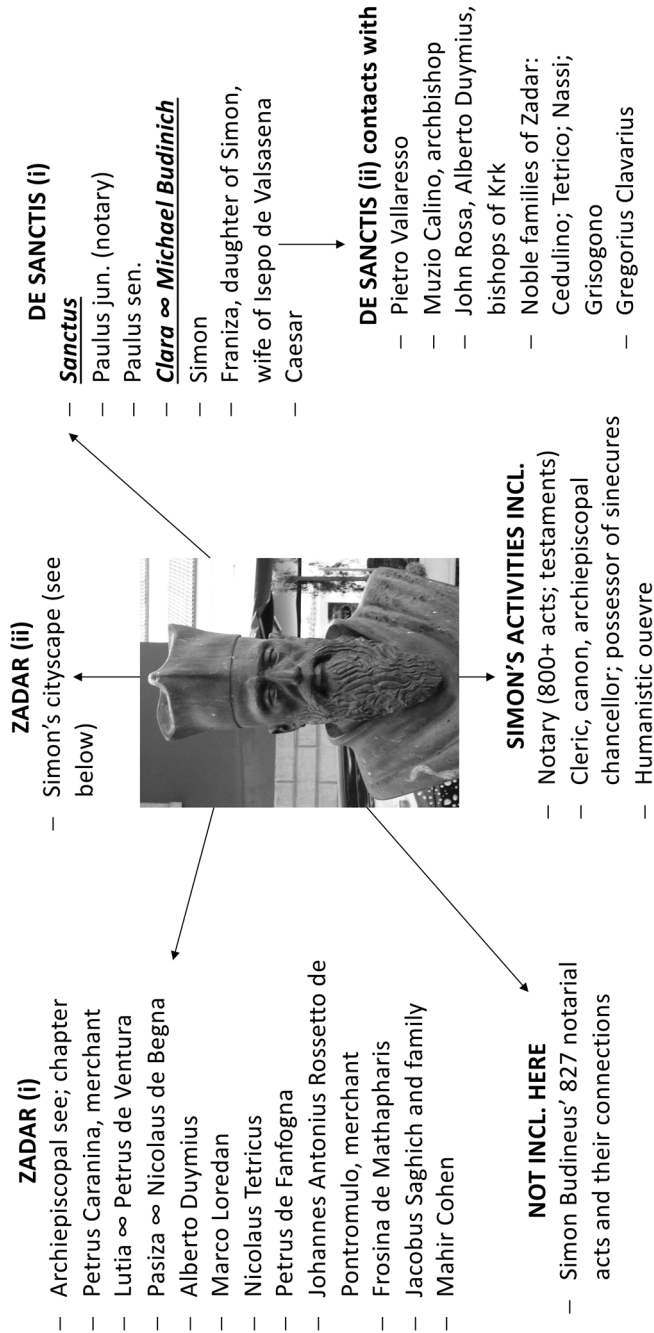 ZADAR (i)
– Archiepiscopal see; chapter
– Petrus Caranina, merchant
– Lutia ∞ Petrus de Ventura
– Pasiza ∞ Nicolaus de Begna
– Alberto Duymius
– Marco Loredan
– Nicolaus Tetricus
– Petrus de Fanfogna
– Johannes Antonius Rossetto de
Pontromulo, merchant
– Frosina de Mathapharis
– Jacobus Saghich and family
– Mahir Cohen
ZADAR (ii)
– Simon’s cityscape (see
below)
DE SANCTIS (i)
– Sanctus
– Paulus jun. (notary)
– Paulus sen.
– Clara ∞ Michael Budinich
– Simon
– Franiza, daughter of Simon,
wife of Isepo de Valsasena
– Caesar
NOT INCL. HERE
– Simon Budineus’ 827 notarial
acts and their connections
SIMON’S ACTIVITIES INCL.
– Notary (800+ acts; testaments)
– Cleric, canon, archiepiscopal
chancellor; possessor of sinecures
– Humanistic ouevre
DE SANCTIS (ii) contacts with
– Pietro Vallaresso
– Muzio Calino, archbishop
– John Rosa, Alberto Duymius,
bishops of Krk
– Noble families of Zadar:
Cedulino; Tetrico; Nassi;
Grisogono
– Gregorius Clavarius